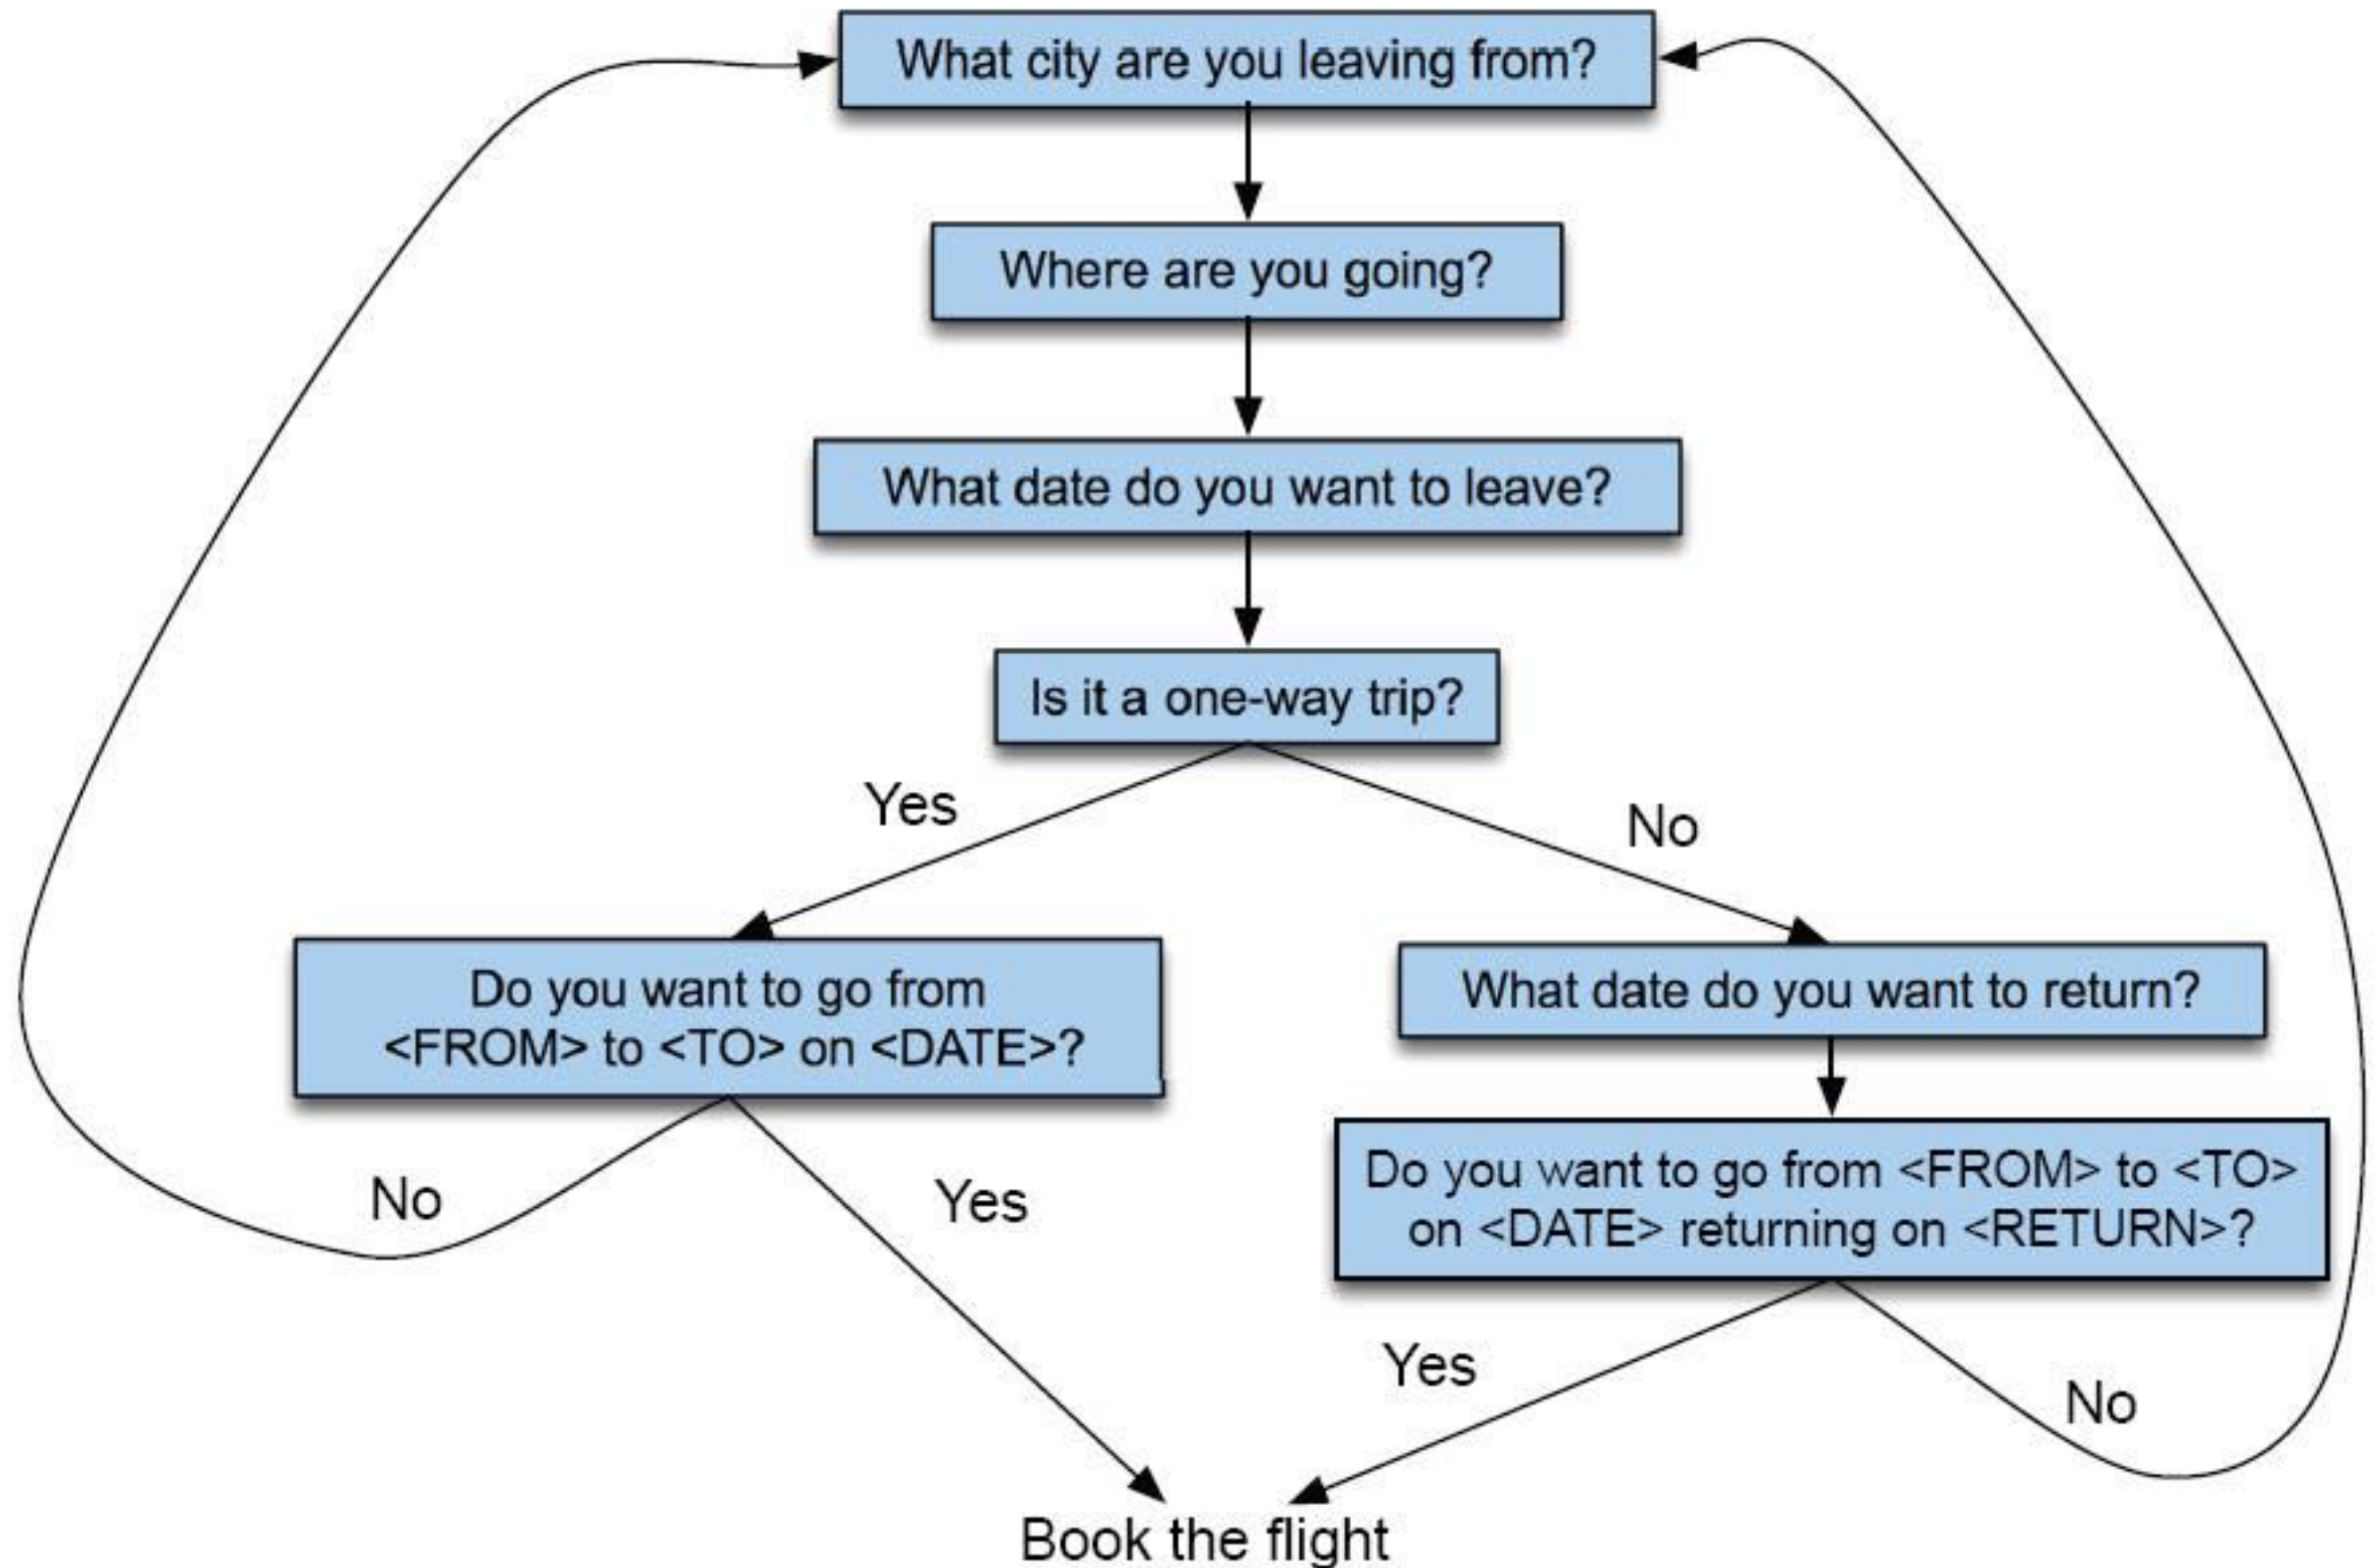 What city are you leaving from?
Where are you going?
What date do you want to leave?
Is it a one-way trip?
Yes
No
Do you want to go from
<FROM> to <TO> on <DATE>?
What date do you want to return?
Do you want to go from <FROM> to <TO>
on <DATE> returning on <RETURN>?
No
Yes
Yes
No
Book the flight